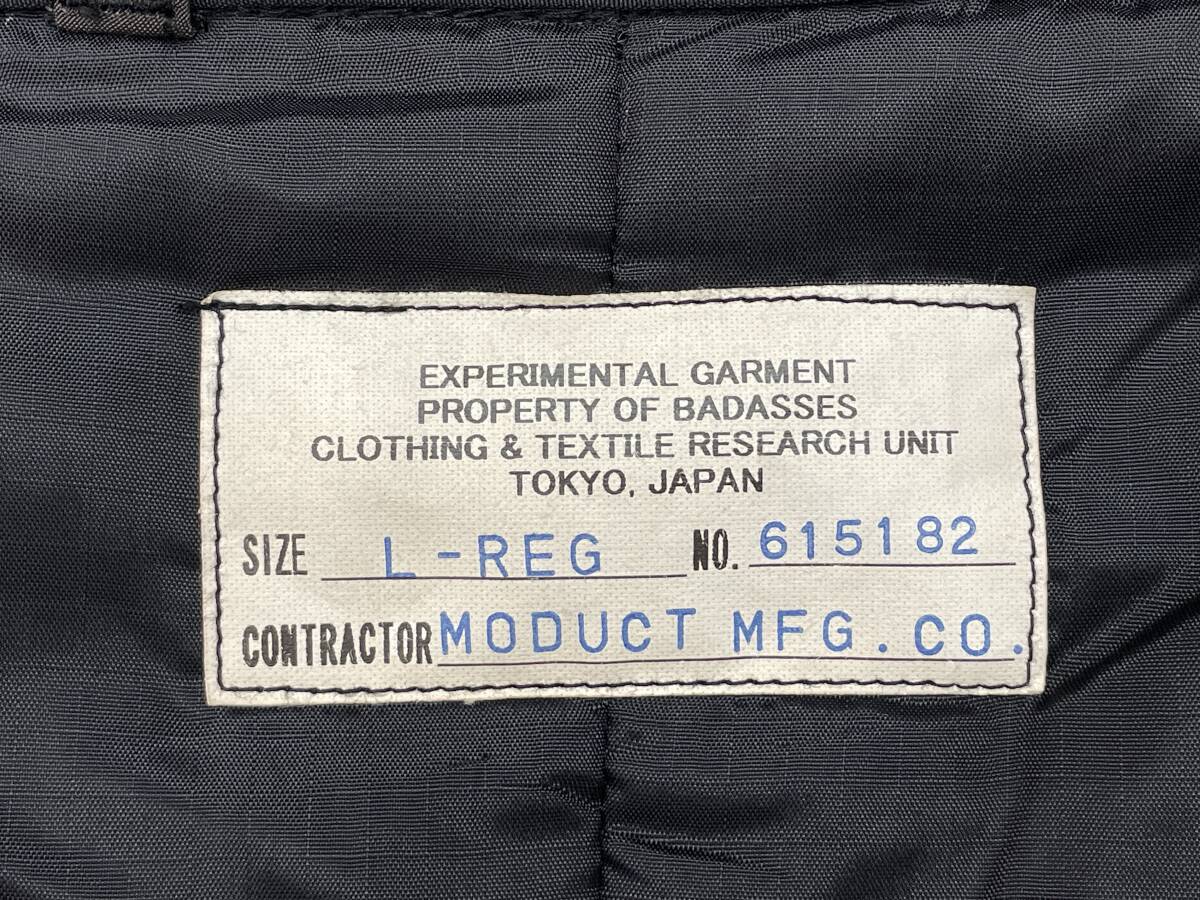 EXPERIMENTAL GARMENT
PROPERTY OF BADASSES
CLOTHING & TEXTILE RESEARCH UNIT
TOKYO, JAPAN
SIZE L-REG NO. 615182
CONTRACTOR MODUCT MFG. CO.